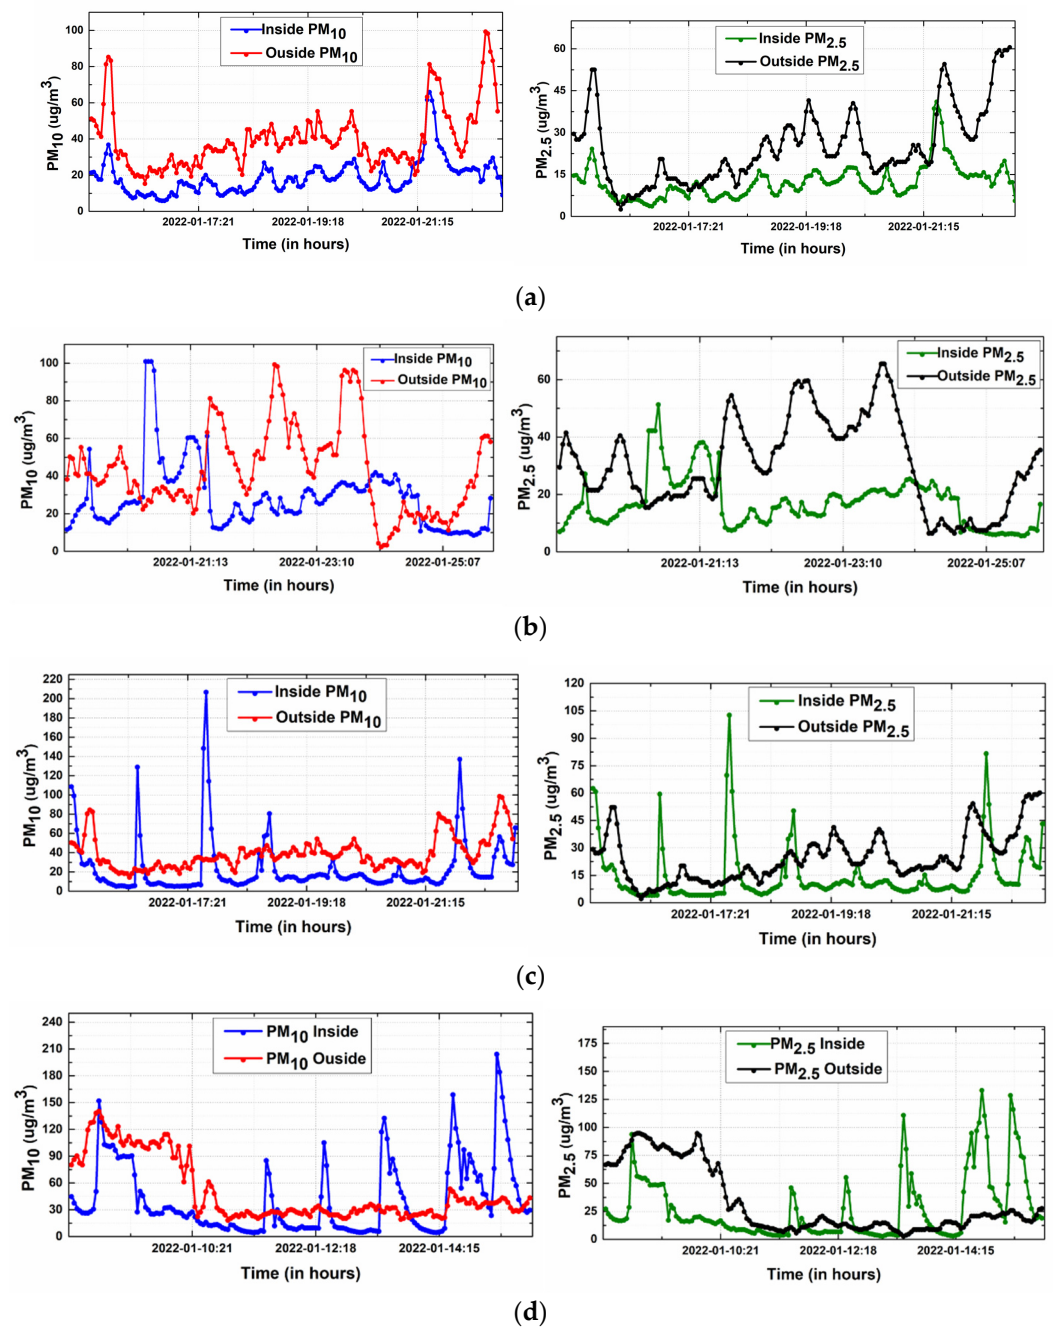 Inside PM10
Ouside PM10
100
80
60
40
20
0
PM10 (ug/m3)
2022-01-17:21 2022-01-19:18 2022-01-21:15
Time (in hours)
Inside PM2.5
Outside PM2.5
60
45
30
15
0
PM2.5 (ug/m3)
2022-01-17:21 2022-01-19:18 2022-01-21:15
Time (in hours)
(a)
Inside PM10
Outside PM10
100
80
60
40
20
0
PM10 (ug/m3)
2022-01-21:13 2022-01-23:10 2022-01-25:07
Time (in hours)
Inside PM2.5
Outside PM2.5
60
40
20
0
PM2.5 (ug/m3)
2022-01-21:13 2022-01-23:10 2022-01-25:07
Time (in hours)
(b)
Inside PM10
Outside PM10
220
200
180
160
140
120
100
80
60
40
20
0
PM10 (ug/m3)
2022-01-17:21 2022-01-19:18 2022-01-21:15
Time (in hours)
Inside PM2.5
Outside PM2.5
120
105
90
75
60
45
30
15
0
PM2.5 (ug/m3)
2022-01-17:21 2022-01-19:18 2022-01-21:15
Time (in hours)
(c)
PM10 Inside
PM10 Ouside
240
210
180
150
120
90
60
30
0
PM10 (ug/m3)
2022-01-10:21 2022-01-12:18 2022-01-14:15
Time (in hours)
PM2.5 Inside
PM2.5 Outside
175
150
125
100
75
50
25
0
PM2.5 (ug/m3)
2022-01-10:21 2022-01-12:18 2022-01-14:15
Time (in hours)
(d)